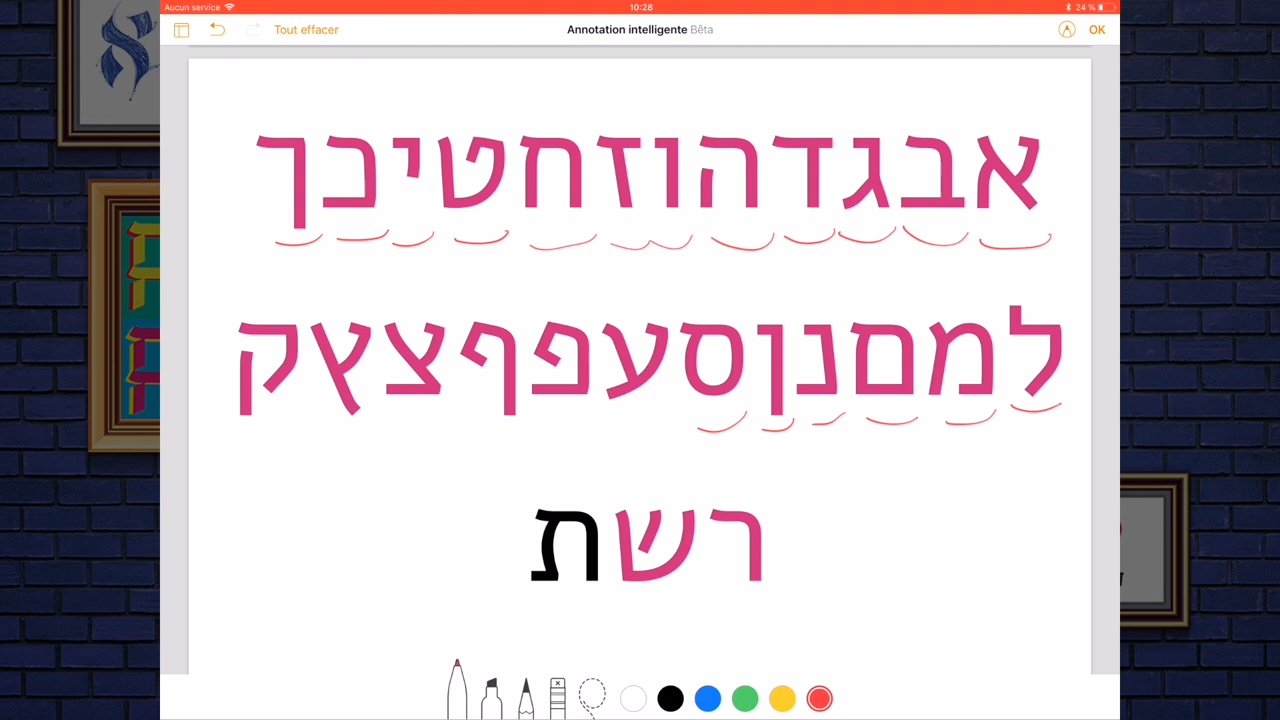 Aucun service 10:28 24 %
Tout effacer Annotation intelligente Bêta OK
אבגדהוזחטיכך
למםנןסעפףצץק
רשת